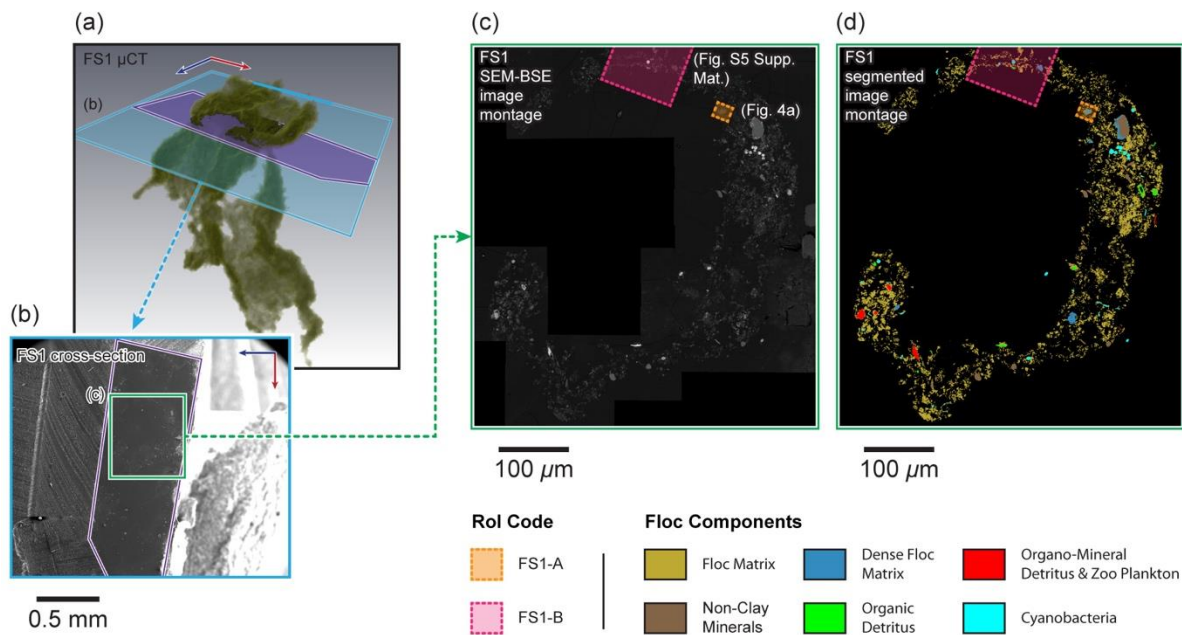 (a)
FS1 µCT
(b)
(b)
FS1 cross-section
(c)
0.5 mm
(c)
FS1
SEM-BSE
image
montage
(Fig. S5 Supp.
Mat.)
(Fig. 4a)
100 µm
(d)
FS1
segmented
image
montage
100 µm
RoI Code
FS1-A
FS1-B
Floc Components
Floc Matrix
Non-Clay
Minerals
Dense Floc
Matrix
Organic
Detritus
Organo-Mineral
Detritus & Zoo Plankton
Cyanobacteria